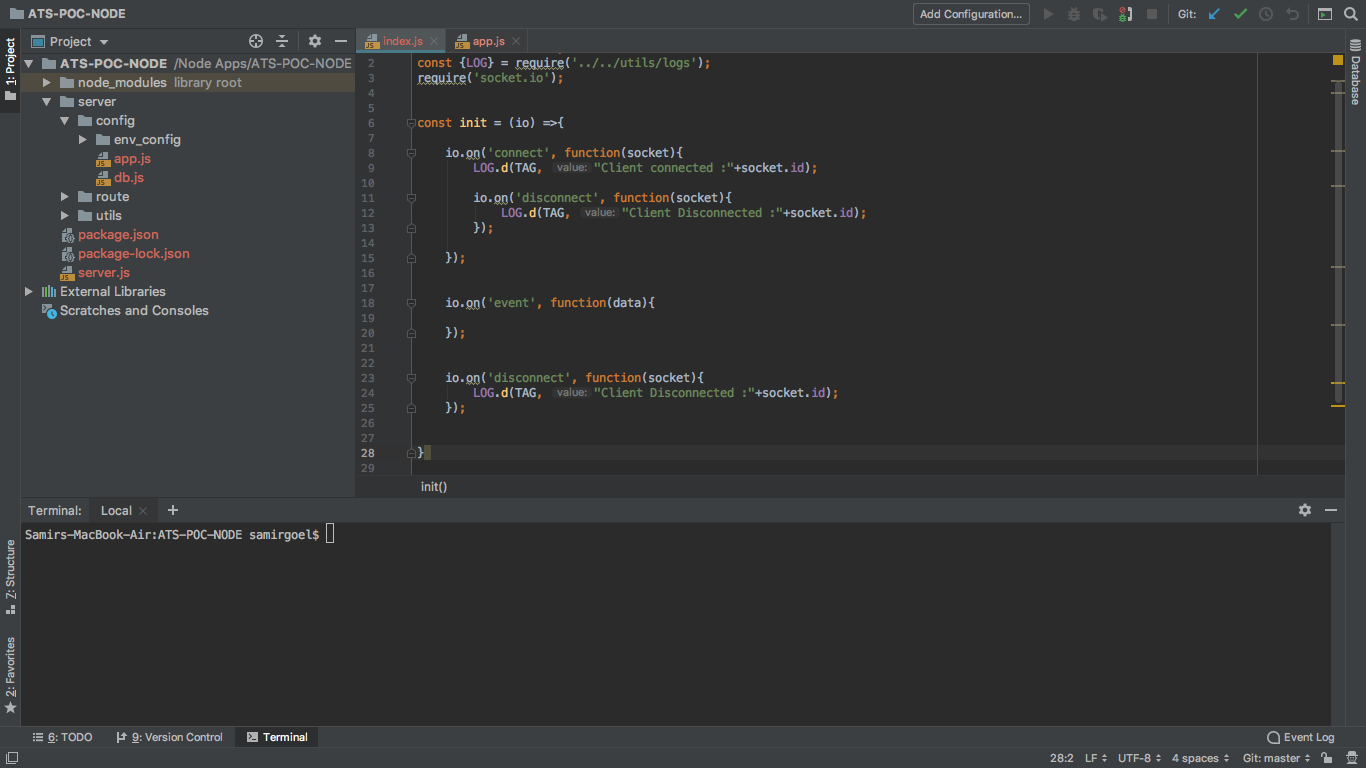 ATS-POC-NODE
Add Configuration...
Git:
1: Project
Project
index.js
app.js
ATS-POC-NODE /Node Apps/ATS-POC-NODE
node_modules library root
server
config
env_config
app.js
db.js
route
utils
package.json
package-lock.json
server.js
External Libraries
Scratches and Consoles
2 const {LOG} = require('../../utils/logs');
3 require('socket.io');
4
5
6 const init = (io) =>{
7
8 io.on('connect', function(socket){
9 LOG.d(TAG, value: "Client connected :"+socket.id);
10
11 io.on('disconnect', function(socket){
12 LOG.d(TAG, value: "Client Disconnected :"+socket.id);
13 });
14
15 });
16
17
18 io.on('event', function(data){
19
20 });
21
22
23 io.on('disconnect', function(socket){
24 LOG.d(TAG, value: "Client Disconnected :"+socket.id);
25 });
26
27
28 }
29
init()
Database
Terminal: Local +
Samirs-MacBook-Air:ATS-POC-NODE samirgoel$
7: Structure
2: Favorites
6: TODO
9: Version Control
Terminal
Event Log
28:2 LF UTF-8 4 spaces Git: master